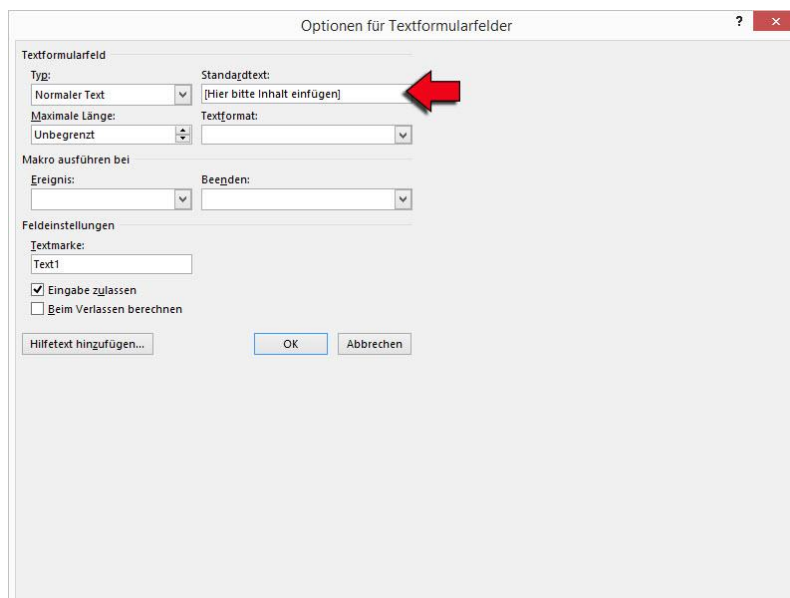 Optionen für Textformularfelder
?
Textformularfeld
Typ: Standardtext:
Normaler Text [Hier bitte Inhalt einfügen]
Maximale Länge: Textformat:
Unbegrenzt
Makro ausführen bei
Ereignis: Beenden:
Feldeinstellungen
Textmarke:
Text1
Eingabe zulassen
Beim Verlassen berechnen
Hilfetext hinzufügen... OK Abbrechen